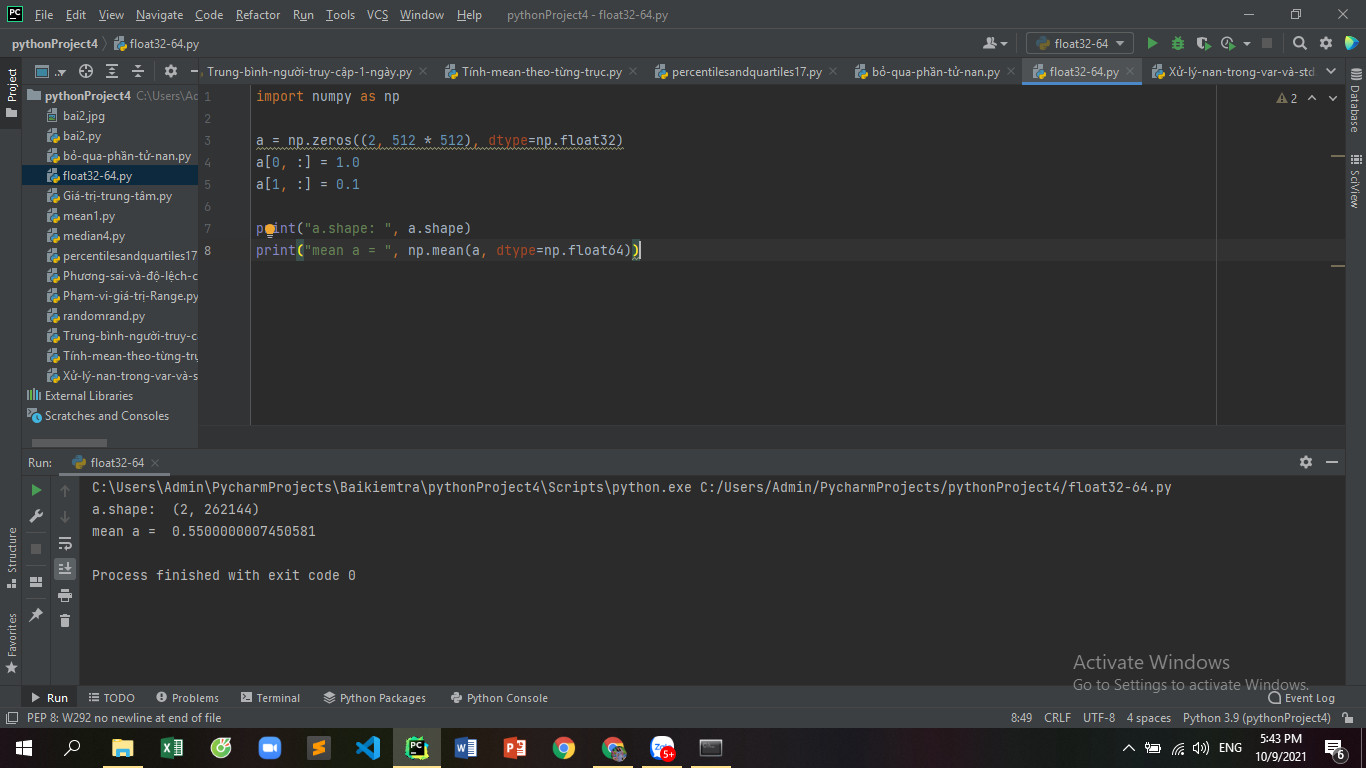 PC File Edit View Navigate Code Refactor Run Tools VCS Window Help pythonProject4 - float32-64.py
pythonProject4 float32-64.py float32-64
Project
.. Trung-bình-người-truy-cập-1-ngày.py Tính-mean-theo-từng-trục.py percentilesandquartiles17.py bỏ-qua-phần-tử-nan.py float32-64.py Xử-lý-nan-trong-var-và-std
pythonProject4 C:\Users\Ad
bai2.jpg
bai2.py
bỏ-qua-phần-tử-nan.py
float32-64.py
Giá-trị-trung-tâm.py
mean1.py
median4.py
percentilesandquartiles17
Phương-sai-và-độ-lệch-c
Phạm-vi-giá-trị-Range.py
randomrand.py
Trung-bình-người-truy-c
Tính-mean-theo-từng-trụ
Xử-lý-nan-trong-var-và-s
External Libraries
Scratches and Consoles
1 import numpy as np
2
3 a = np.zeros((2, 512 * 512), dtype=np.float32)
4 a[0, :] = 1.0
5 a[1, :] = 0.1
6
7 print("a.shape: ", a.shape)
8 print("mean a = ", np.mean(a, dtype=np.float64))
2
Database
SciView
Run: float32-64
C:\Users\Admin\PycharmProjects\Baikiemtra\pythonProject4\Scripts\python.exe C:/Users/Admin/PycharmProjects/pythonProject4/float32-64.py
a.shape:  (2, 262144)
mean a =  0.5500000007450581
Process finished with exit code 0
Structure
Favorites
Activate Windows
Go to Settings to activate Windows.
Run TODO Problems Terminal Python Packages Python Console Event Log
PEP 8: W292 no newline at end of file 8:49 CRLF UTF-8 4 spaces Python 3.9 (pythonProject4)
5+
ENG
5:43 PM
10/9/2021
6